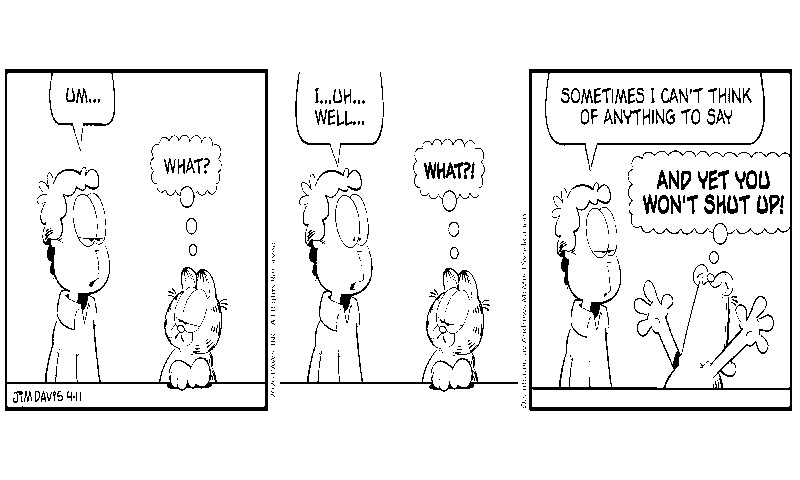 UM...
WHAT?
JIM DAVIS 4·11
I...UH...
WELL...
WHAT?!
SOMETIMES I CAN'T THINK
OF ANYTHING TO SAY
AND YET YOU
WON'T SHUT UP!